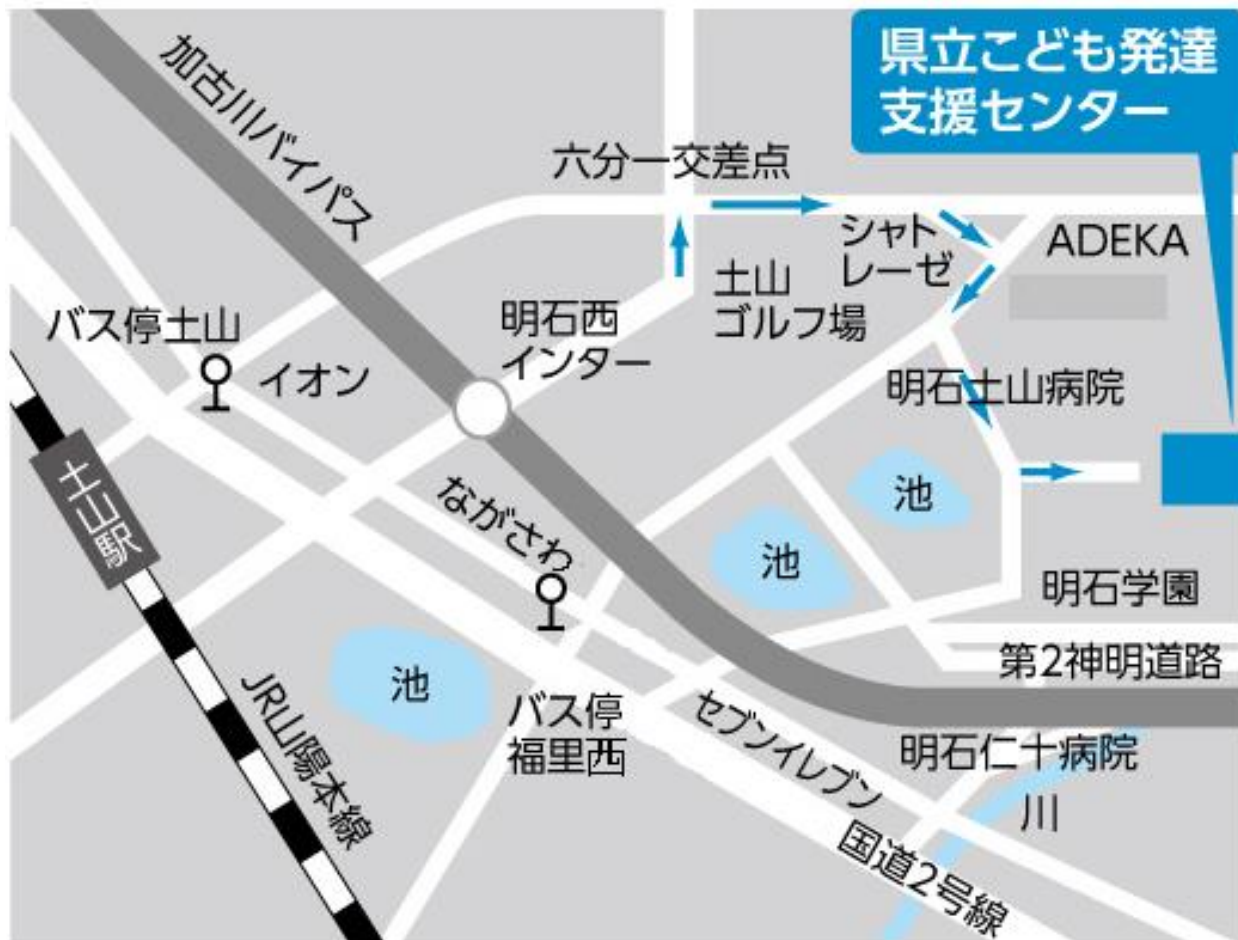 県立こども発達
支援センター
加古川バイパス
六分一交差点
シャト
レーゼ
ADEKA
土山
ゴルフ場
明石西
インター
バス停土山
イオン
明石土山病院
土山駅
ながさわ
池
池
池
明石学園
第2神明道路
バス停
福里西
セブンイレブン
明石仁十病院
川
JR山陽本線
国道2号線